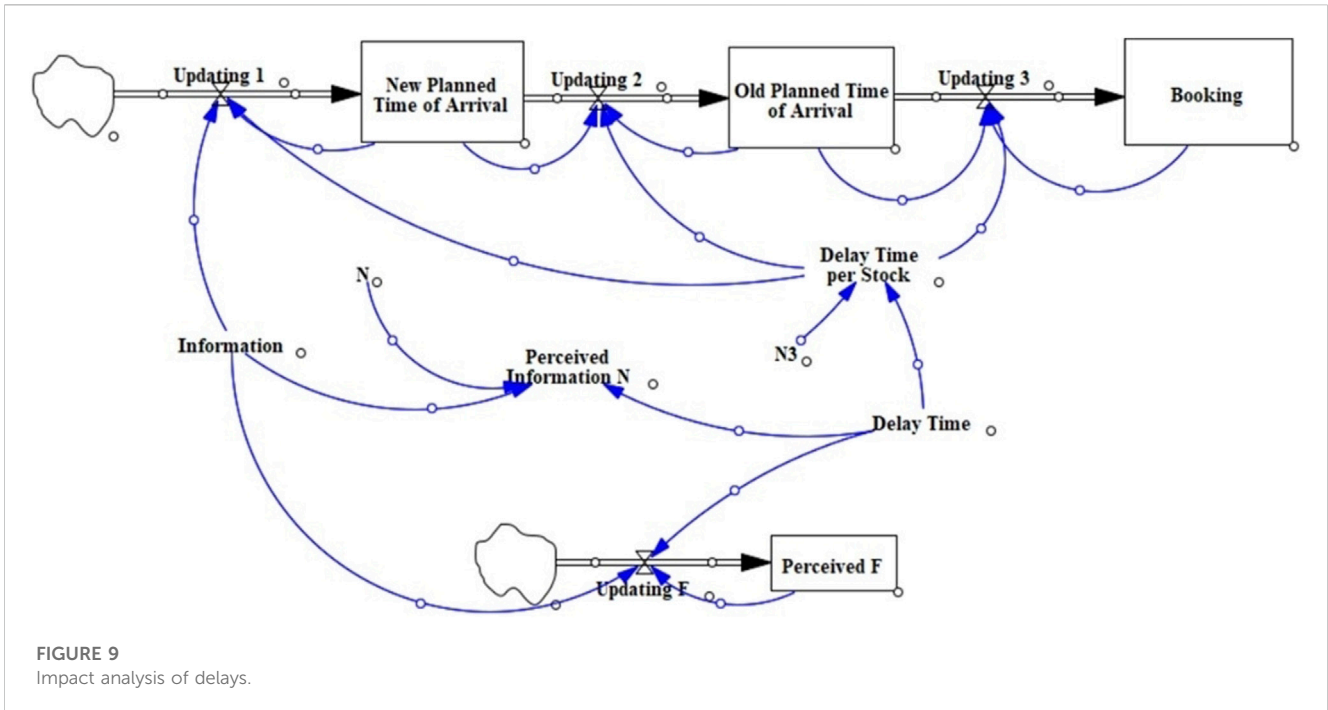 Updating 1
New Planned
Time of Arrival
Updating 2
Old Planned Time
of Arrival
Updating 3
Booking
Delay Time
per Stock
N
N3
Information
Perceived
Information N
Delay Time
Perceived F
Updating F
FIGURE 9
Impact analysis of delays.